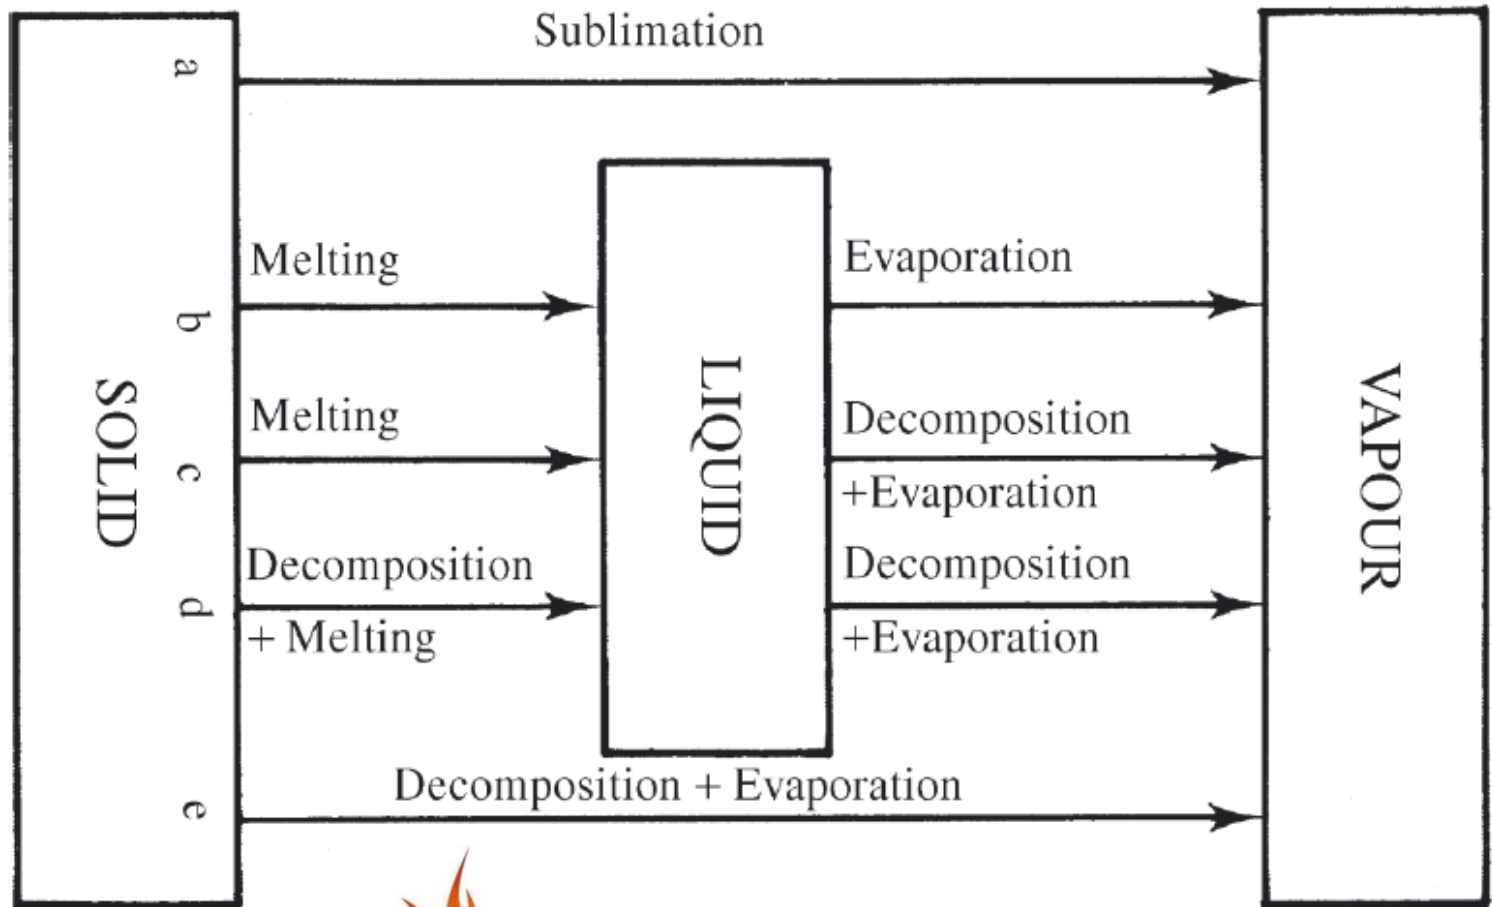 Sublimation
a
Melting
Evaporation
b
Melting
Decomposition
c
+Evaporation
SOLID
LIQUID
VAPOUR
Decomposition
Decomposition
d
+ Melting
+Evaporation
Decomposition + Evaporation
e